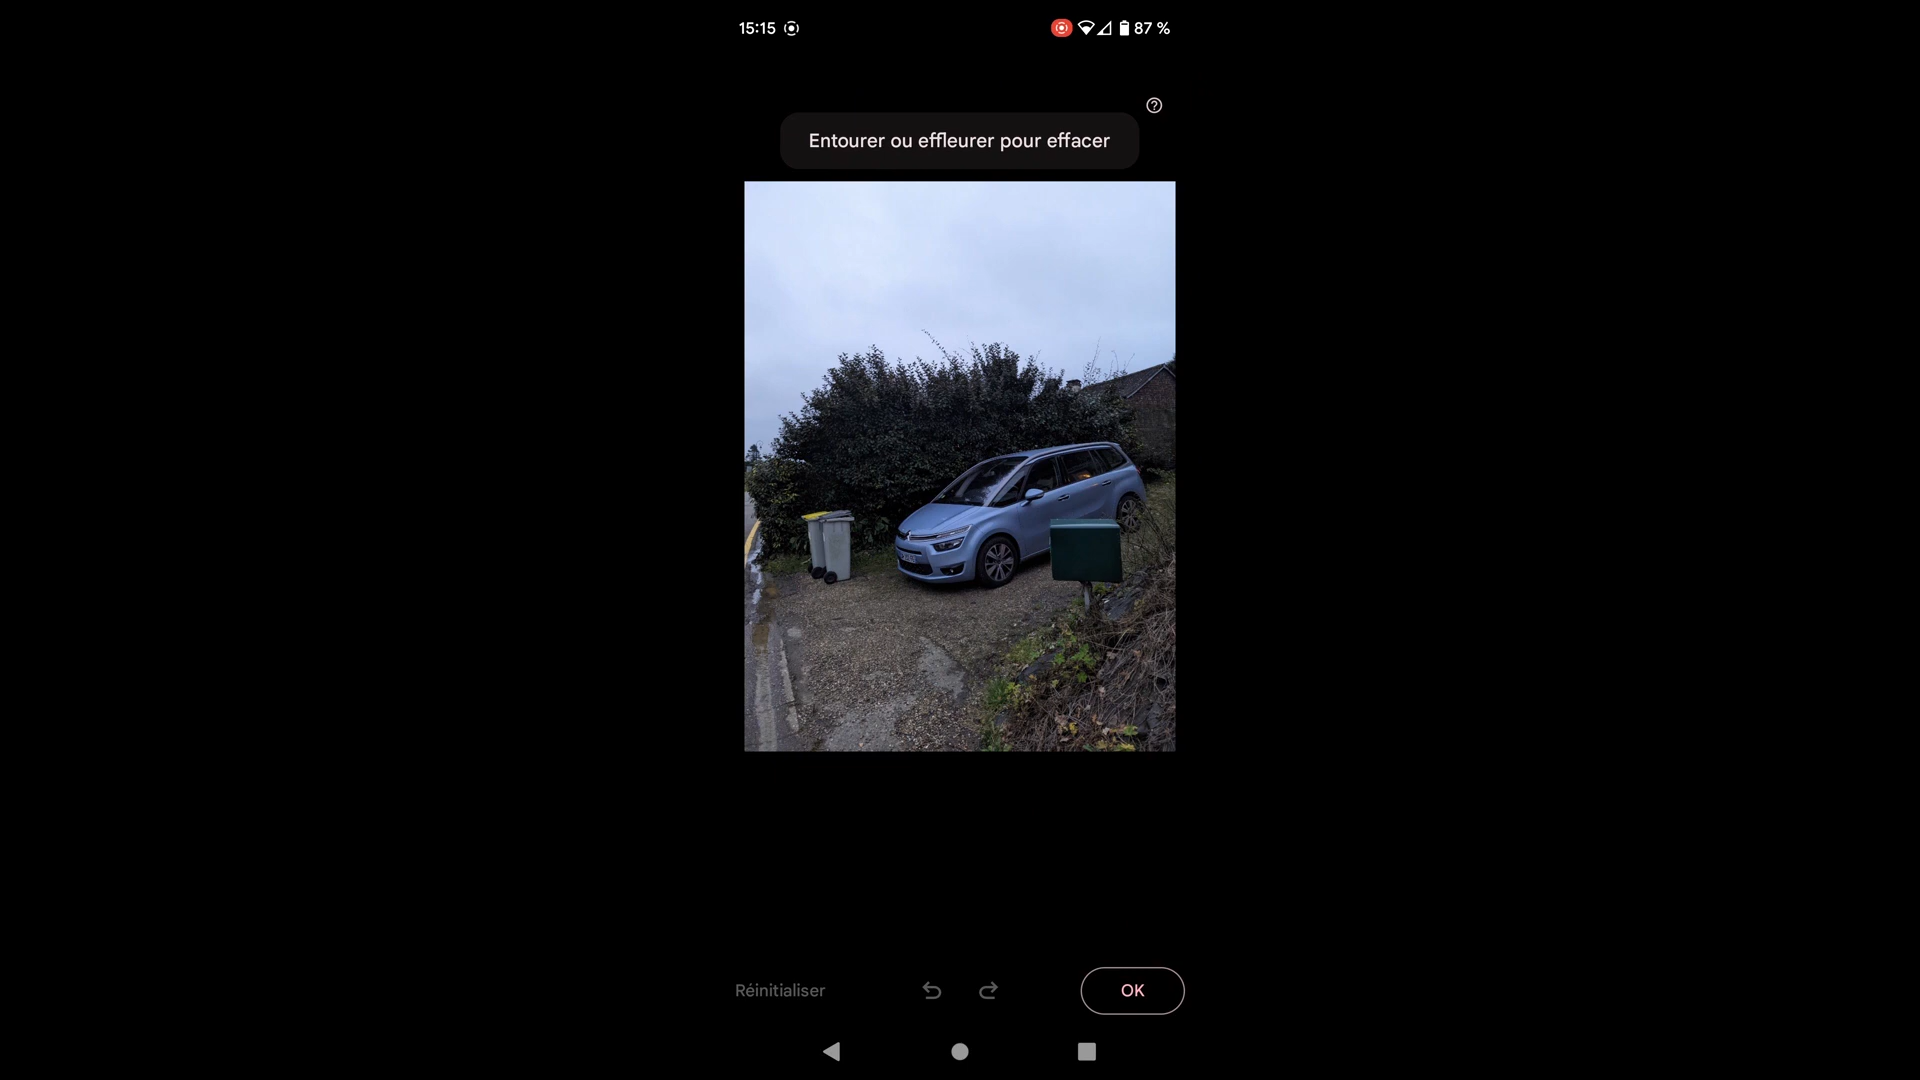 15:15
87 %
Entourer ou effleurer pour effacer
Réinitialiser
OK